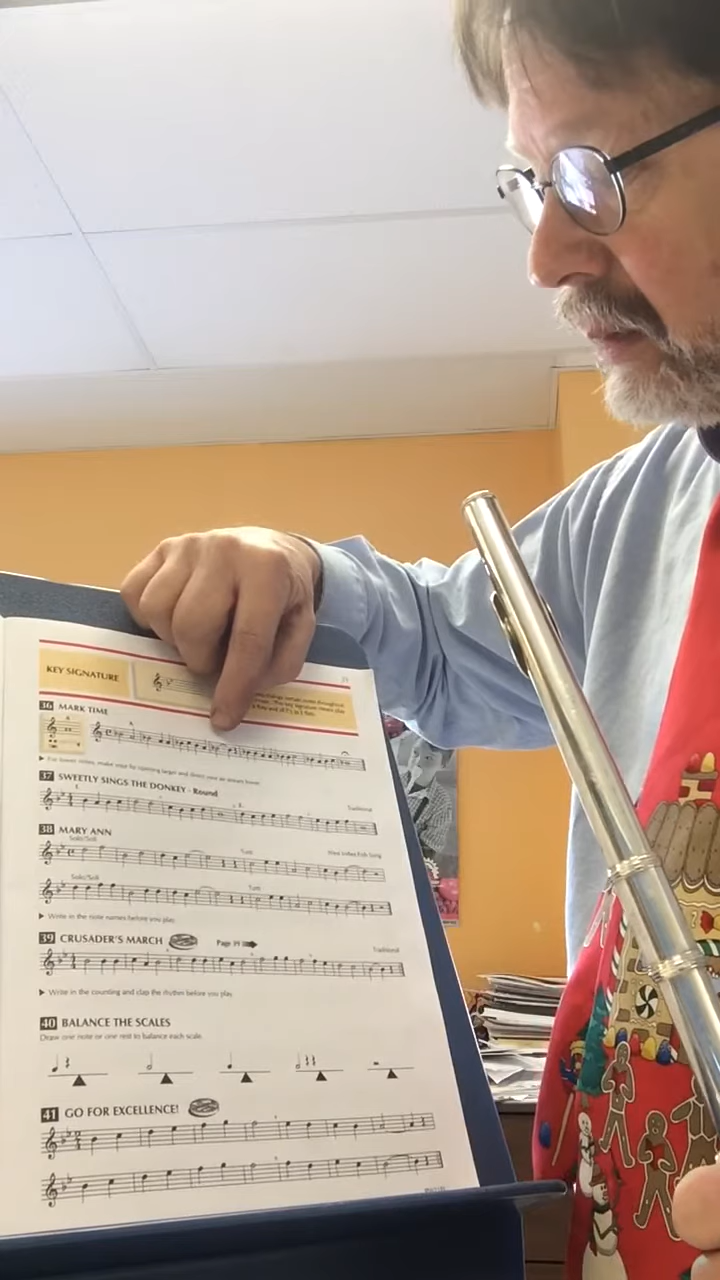 21
KEY SIGNATURE
36 MARK TIME
A
A
37 SWEETLY SINGS THE DONKEY - Round
Traditional
38 MARY ANN
Solo/Soli
Tutti
West Indies Folk Song
Solo/Soli
Tutti
▶ Write in the note names before you play.
39 CRUSADER'S MARCH
Page 39
Traditional
▶ Write in the counting and clap the rhythm before you play.
40 BALANCE THE SCALES
Draw one note or one rest to balance each scale.
41 GO FOR EXCELLENCE!